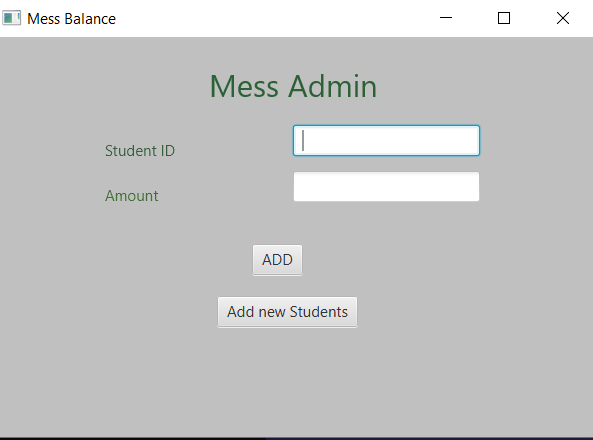 Mess Balance
Mess Admin
Student ID
Amount
ADD
Add new Students